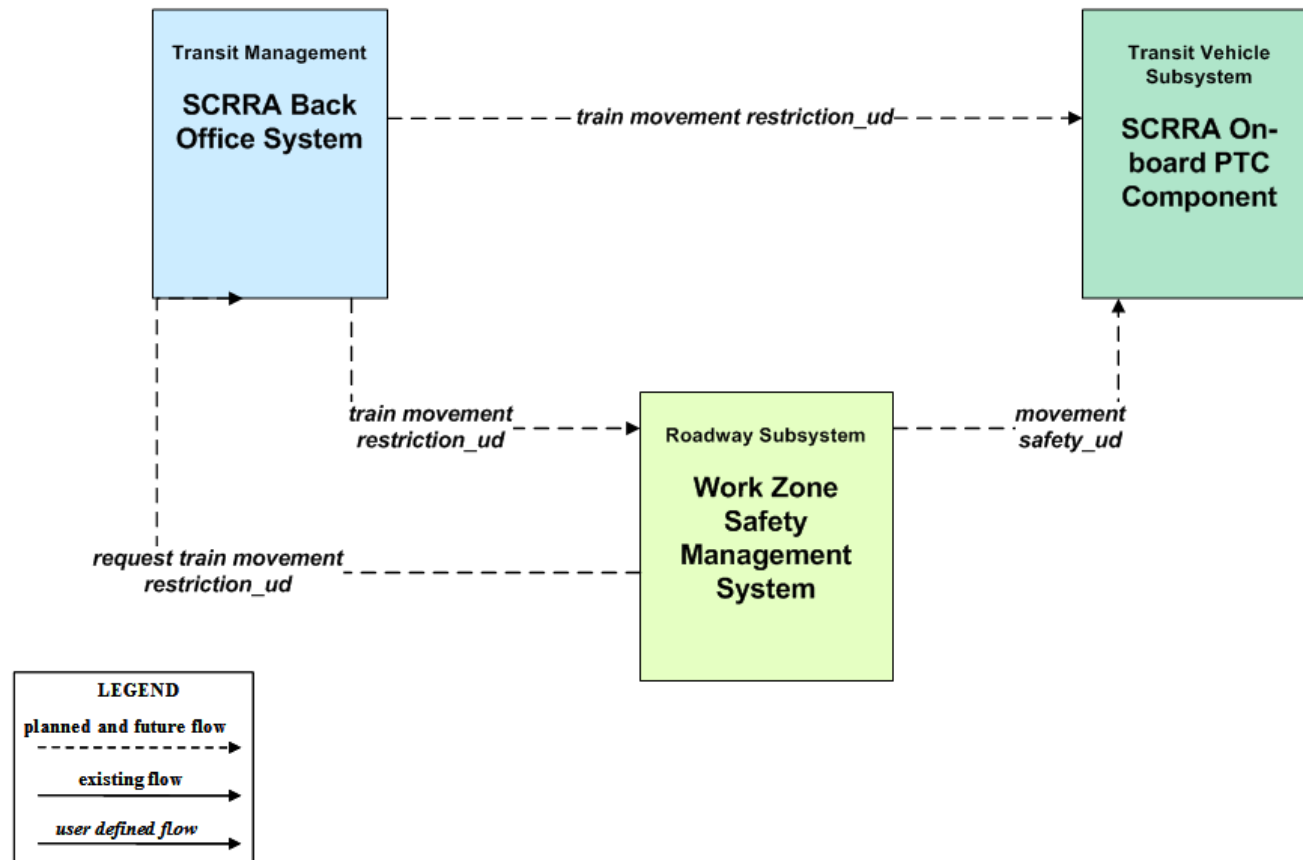 Transit Management
SCRRA Back
Office System
train movement restriction_ud
Transit Vehicle
Subsystem
SCRRA On-
board PTC
Component
train movement
restriction_ud
Roadway Subsystem
Work Zone
Safety
Management
System
movement
safety_ud
request train movement
restriction_ud
LEGEND
planned and future flow
existing flow
user defined flow